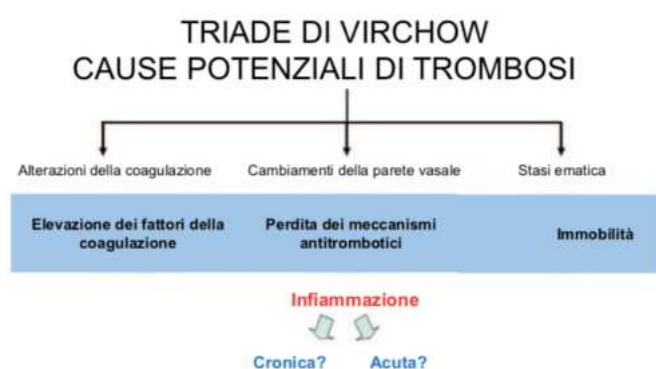 TRIADE DI VIRCHOW
CAUSE POTENZIALI DI TROMBOSI
Alterazioni della coagulazione
Cambiamenti della parete vasale
Stasi ematica
Elevazione dei fattori della
coagulazione
Perdita dei meccanismi
antitrombotici
Immobilità
Infiammazione
Cronica?
Acuta?